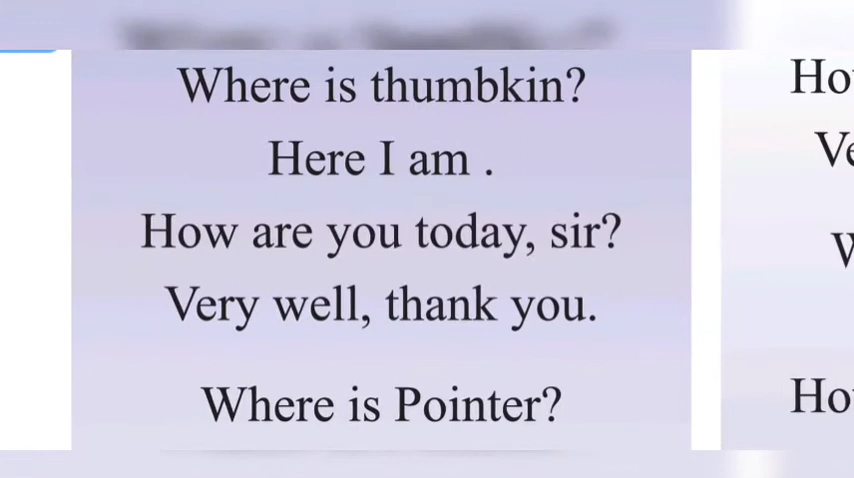 Where is thumbkin?
Here I am .
How are you today, sir?
Very well, thank you.
Where is Pointer?